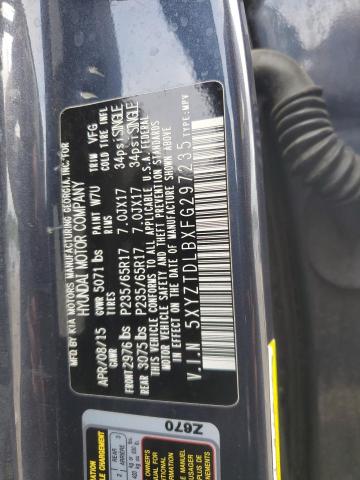 MFD BY KIA MOTORS MANUFACTURING GEORGIA, INC.FOR
HYUNDAI MOTOR COMPANY
APR/08/15 PAINT W7U TRIM VFG
GVWR 5071 lbs
GAWR TIRES RIMS COLD TIRE INFL
FRT 2976 lbs P235/65R17 7.0JX17 34psi SINGLE
REAR 3075 lbs P235/65R17 7.0JX17 34psi SINGLE
THIS VEHICLE CONFORMS TO ALL APPLICABLE U.S.A. FEDERAL
MOTOR VEHICLE SAFETY AND THEFT PREVENTION STANDARDS
IN EFFECT ON THE DATE OF MANUFACTURE SHOWN ABOVE.
V.I.N 5XYZTDLBXFG297235
TYPE:MPV
Z670
OWNER'S MANUAL